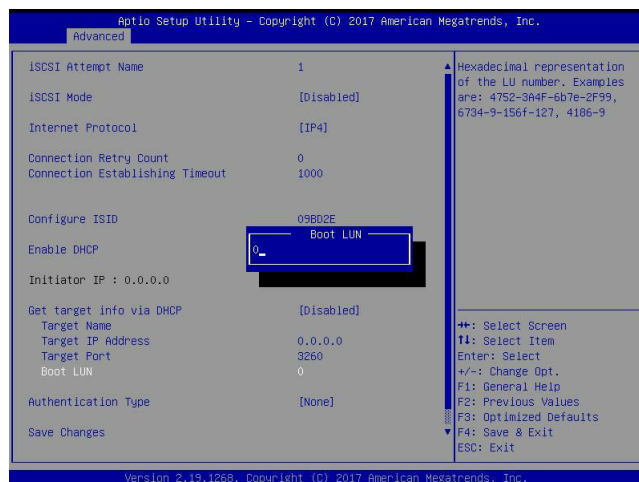 Aptio Setup Utility - Copyright (C) 2017 American Megatrends, Inc.
Advanced
iSCSI Attempt Name 1
iSCSI Mode [Disabled]
Internet Protocol [IP4]
Connection Retry Count 0
Connection Establishing Timeout 1000
Configure ISID 09BD2E
Enable DHCP
Initiator IP : 0.0.0.0
Get target info via DHCP [Disabled]
Target Name
Target IP Address 0.0.0.0
Target Port 3260
Boot LUN 0
Authentication Type [None]
Save Changes
Boot LUN
0_
Hexadecimal representation
of the LU number. Examples
are: 4752-3A4F-6b7e-2F99,
6734-9-156f-127, 4186-9
→←: Select Screen
↑↓: Select Item
Enter: Select
+/-: Change Opt.
F1: General Help
F2: Previous Values
F3: Optimized Defaults
F4: Save & Exit
ESC: Exit
Version 2.19.1268. Copyright (C) 2017 American Megatrends, Inc.